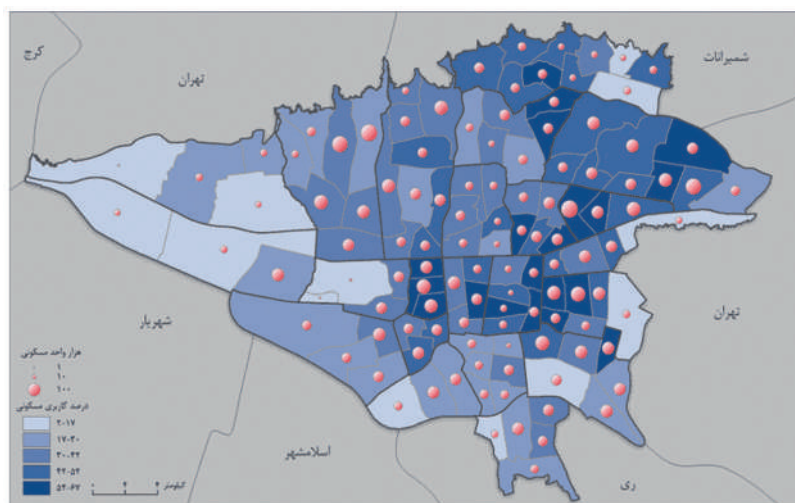 کرج
تهران
شمیرانات
تهران
شهریار
اسلامشهر
ری
هزار واحد مسکونی
۱
۱۰
۱۰۰
درصد کاربری مسکونی
۲-۱۷
۱۷-۳۰
۳۰-۴۲
۴۲-۵۲
۵۲-۶۷
کیلومتر